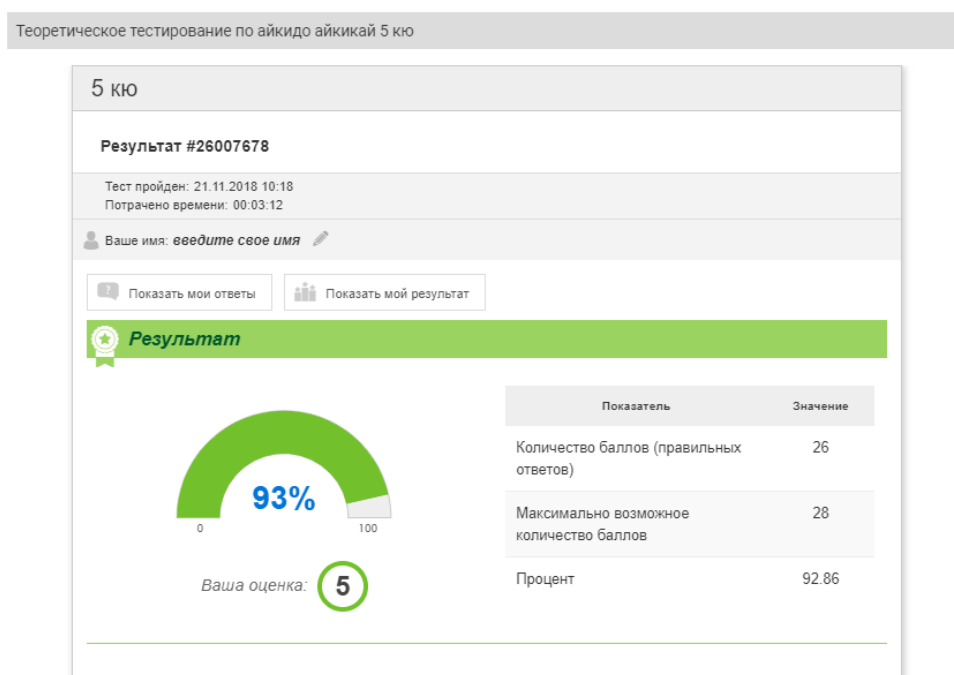 Теоретическое тестирование по айкидо айкикай 5 кю
5 кю
Результат #26007678
Тест пройден: 21.11.2018 10:18
Потрачено времени: 00:03:12
Ваше имя: введите свое имя
Показать мои ответы
Показать мой результат
Результат
93%
0
100
Ваша оценка: 5
Показатель Значение
Количество баллов (правильных 26
ответов)
Максимально возможное 28
количество баллов
Процент 92.86